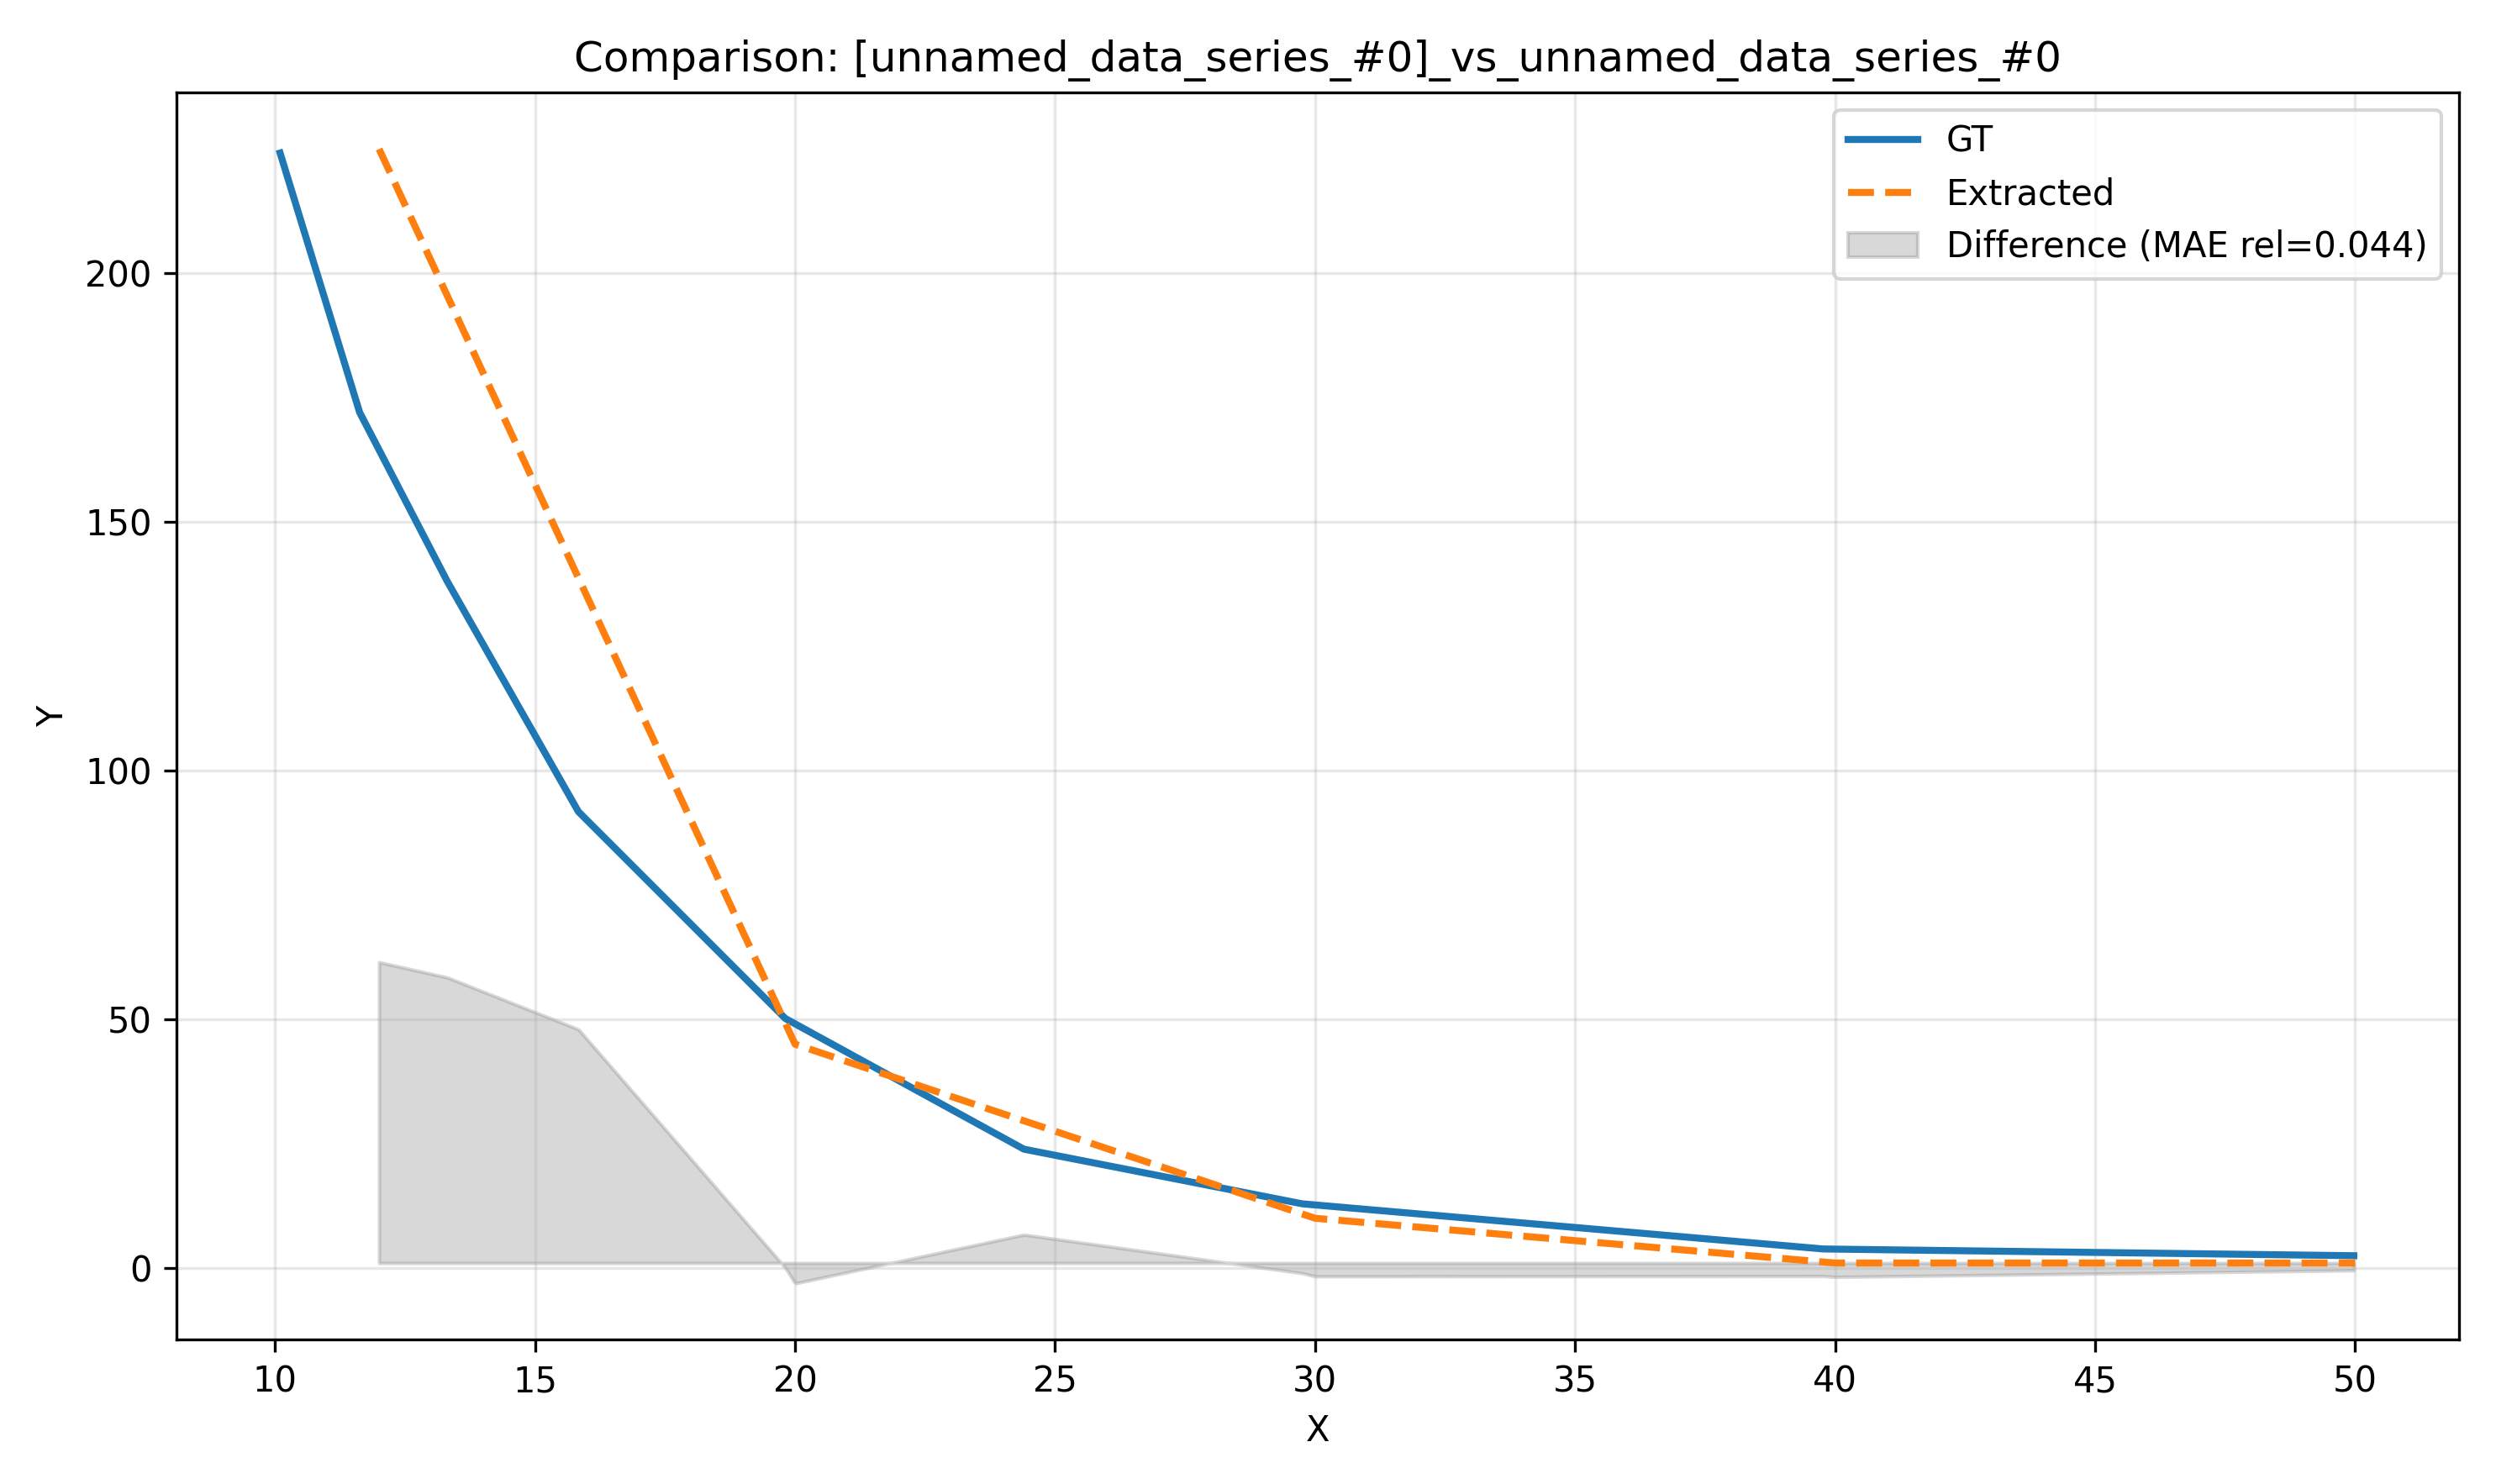 Comparison: [unnamed_data_series_#0]_vs_unnamed_data_series_#0
GT
Extracted
Difference (MAE rel=0.044)
200
150
100
50
0
Y
10 15 20 25 30 35 40 45 50
X